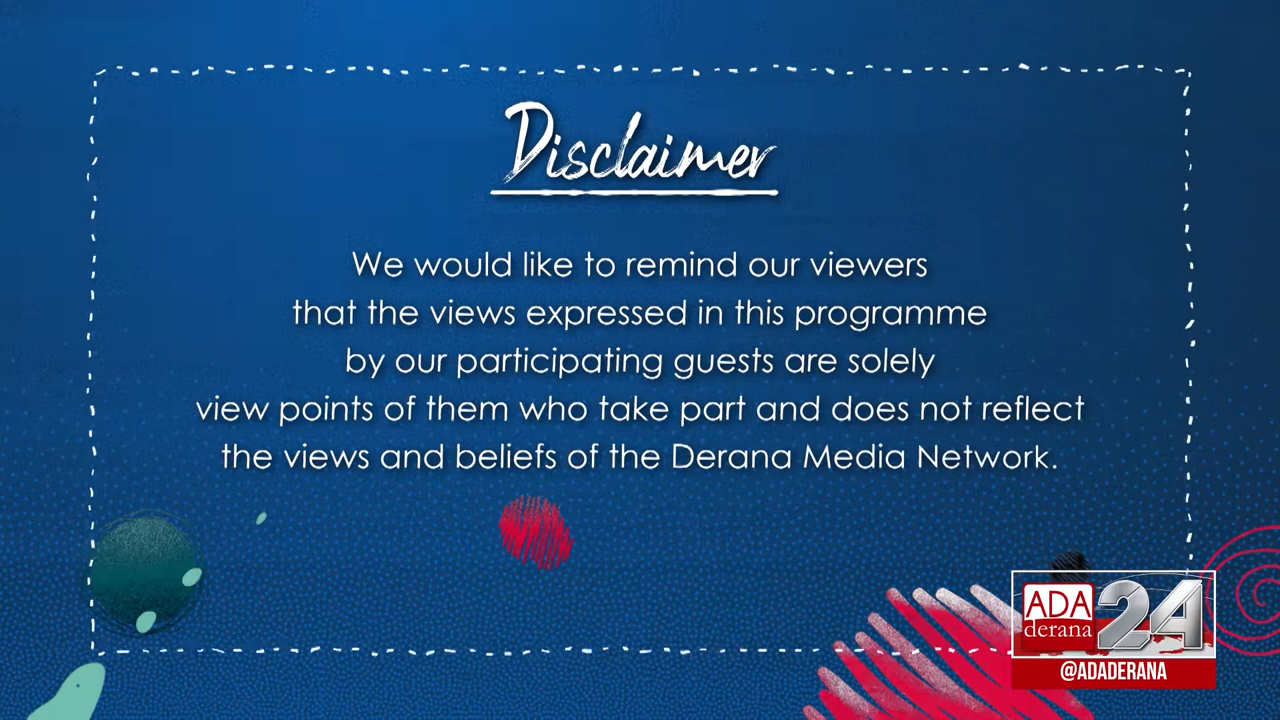 Disclaimer
We would like to remind our viewers
that the views expressed in this programme
by our participating guests are solely
view points of them who take part and does not reflect
the views and beliefs of the Derana Media Network.
ADA
derana
24
@ADADERANA